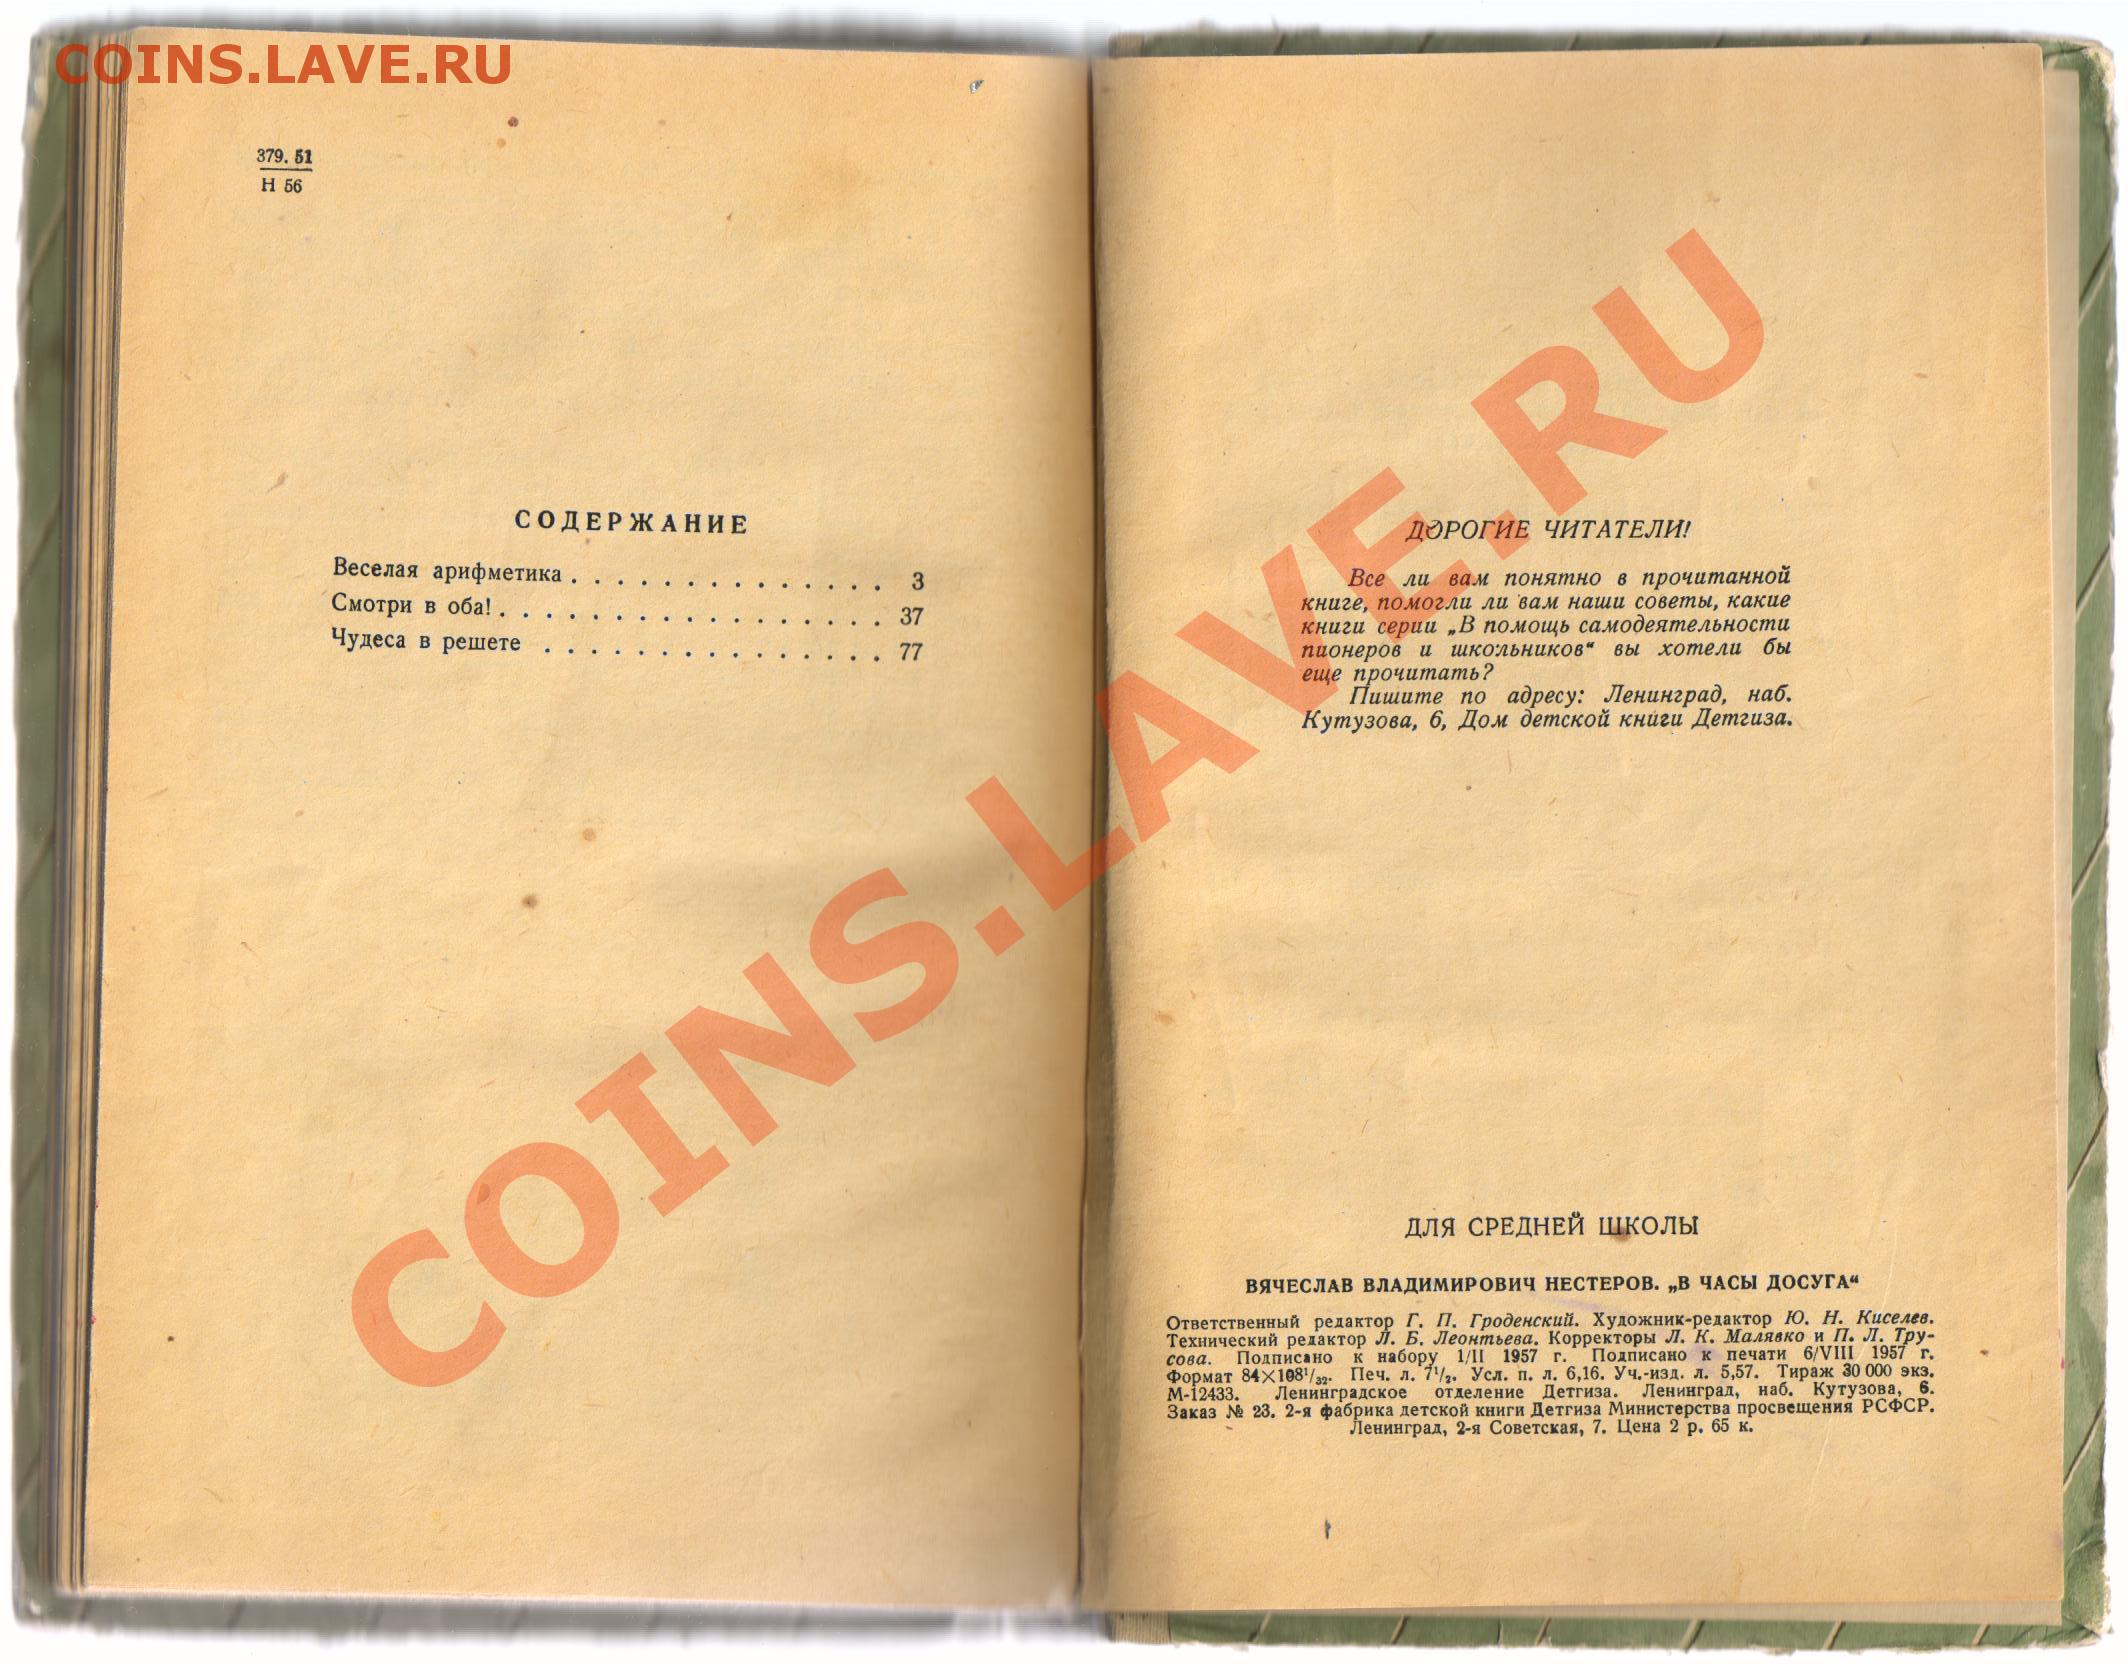 COINS.LAVE.RU
379. 51
Н 56
СОДЕРЖАНИЕ
Веселая арифметика . . . . . . . . . . . . . . 3
Смотри в оба! . . . . . . . . . . . . . . . . . 37
Чудеса в решете . . . . . . . . . . . . . . . 77
ДОРОГИЕ ЧИТАТЕЛИ!
Все ли вам понятно в прочитанной
книге, помогли ли вам наши советы, какие
книги серии „В помощь самодеятельности
пионеров и школьников“ вы хотели бы
еще прочитать?
Пишите по адресу: Ленинград, наб.
Кутузова, 6, Дом детской книги Детгиза.
COINS.LAVE.RU
ДЛЯ СРЕДНЕЙ ШКОЛЫ
ВЯЧЕСЛАВ ВЛАДИМИРОВИЧ НЕСТЕРОВ. „В ЧАСЫ ДОСУГА“
Ответственный редактор Г. П. Гроденский. Художник-редактор Ю. Н. Киселев.
Технический редактор Л. Б. Леонтьева. Корректоры Л. К. Малявко и П. Л. Тру-
сова. Подписано к набору 1/II 1957 г. Подписано к печати 6/VIII 1957 г.
Формат 84×108¹/₃₂. Печ. л. 7¹/₂. Усл. п. л. 6,16. Уч.-изд. л. 5,57. Тираж 30 000 экз.
М-12433. Ленинградское отделение Детгиза. Ленинград, наб. Кутузова, 6.
Заказ № 23. 2-я фабрика детской книги Детгиза Министерства просвещения РСФСР.
Ленинград, 2-я Советская, 7. Цена 2 р. 65 к.